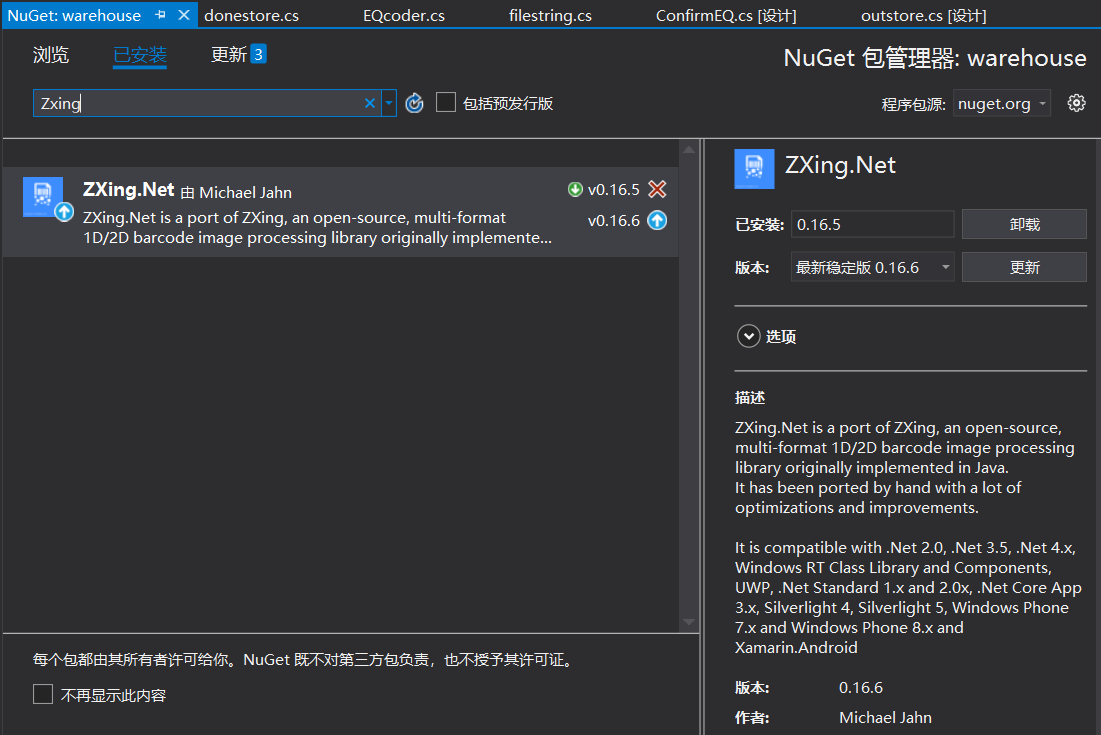 NuGet: warehouse donestore.cs EQcoder.cs filestring.cs ConfirmEQ.cs [设计] outstore.cs [设计]
浏览 已安装 更新 3
NuGet 包管理器: warehouse
Zxing 包括预发行版
程序包源: nuget.org
ZXing.Net 由 Michael Jahn v0.16.5
v0.16.6
ZXing.Net is a port of ZXing, an open-source, multi-format
1D/2D barcode image processing library originally implemente...
每个包都由其所有者许可给你。NuGet 既不对第三方包负责，也不授予其许可证。
不再显示此内容
ZXing.Net
已安装: 0.16.5 卸载
版本: 最新稳定版 0.16.6 更新
选项
描述
ZXing.Net is a port of ZXing, an open-source,
multi-format 1D/2D barcode image processing
library originally implemented in Java.
It has been ported by hand with a lot of
optimizations and improvements.
It is compatible with .Net 2.0, .Net 3.5, .Net 4.x,
Windows RT Class Library and Components,
UWP, .Net Standard 1.x and 2.0x, .Net Core App
3.x, Silverlight 4, Silverlight 5, Windows Phone
7.x and Windows Phone 8.x and
Xamarin.Android
版本: 0.16.6
作者: Michael Jahn